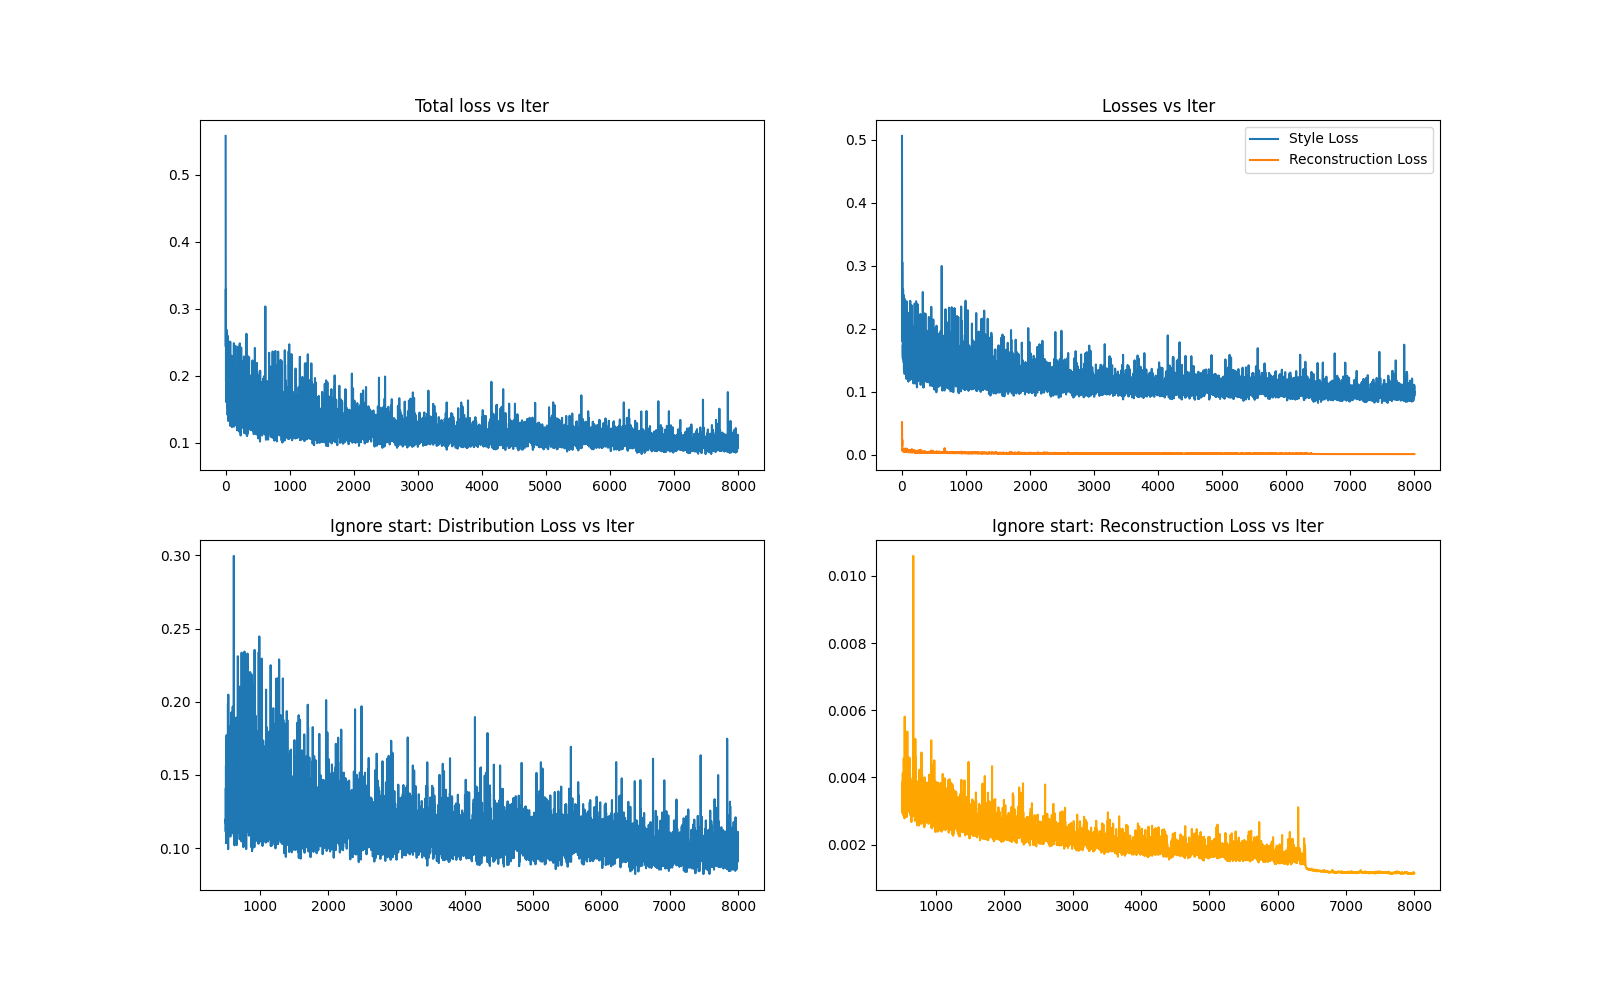 Total loss vs Iter
0.5
0.4
0.3
0.2
0.1
0 1000 2000 3000 4000 5000 6000 7000 8000
Losses vs Iter
Style Loss
Reconstruction Loss
0.5
0.4
0.3
0.2
0.1
0.0
0 1000 2000 3000 4000 5000 6000 7000 8000
Ignore start: Distribution Loss vs Iter
0.30
0.25
0.20
0.15
0.10
1000 2000 3000 4000 5000 6000 7000 8000
Ignore start: Reconstruction Loss vs Iter
0.010
0.008
0.006
0.004
0.002
1000 2000 3000 4000 5000 6000 7000 8000